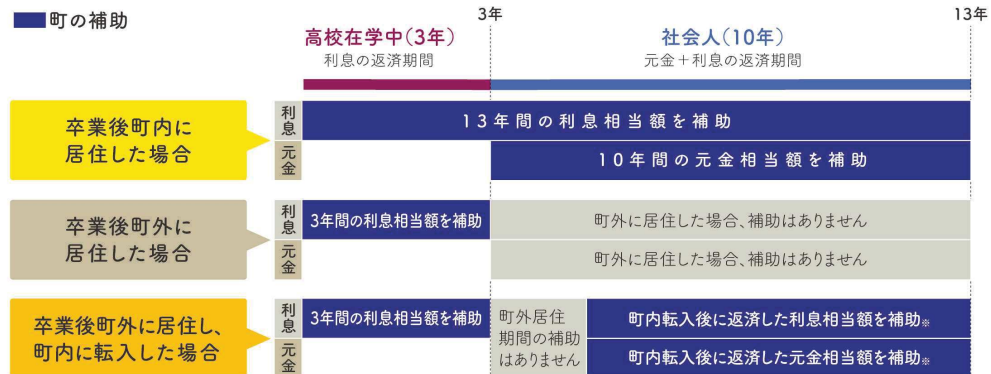 町の補助
3年
13年
高校在学中(3年)
利息の返済期間
社会人(10年)
元金+利息の返済期間
卒業後町内に
居住した場合
利息
13年間の利息相当額を補助
元金
10年間の元金相当額を補助
卒業後町外に
居住した場合
利息
3年間の利息相当額を補助
町外に居住した場合、補助はありません
元金
町外に居住した場合、補助はありません
卒業後町外に居住し、
町内に転入した場合
利息
3年間の利息相当額を補助
町外居住
期間の補助
はありません
町内転入後に返済した利息相当額を補助※
元金
町内転入後に返済した元金相当額を補助※